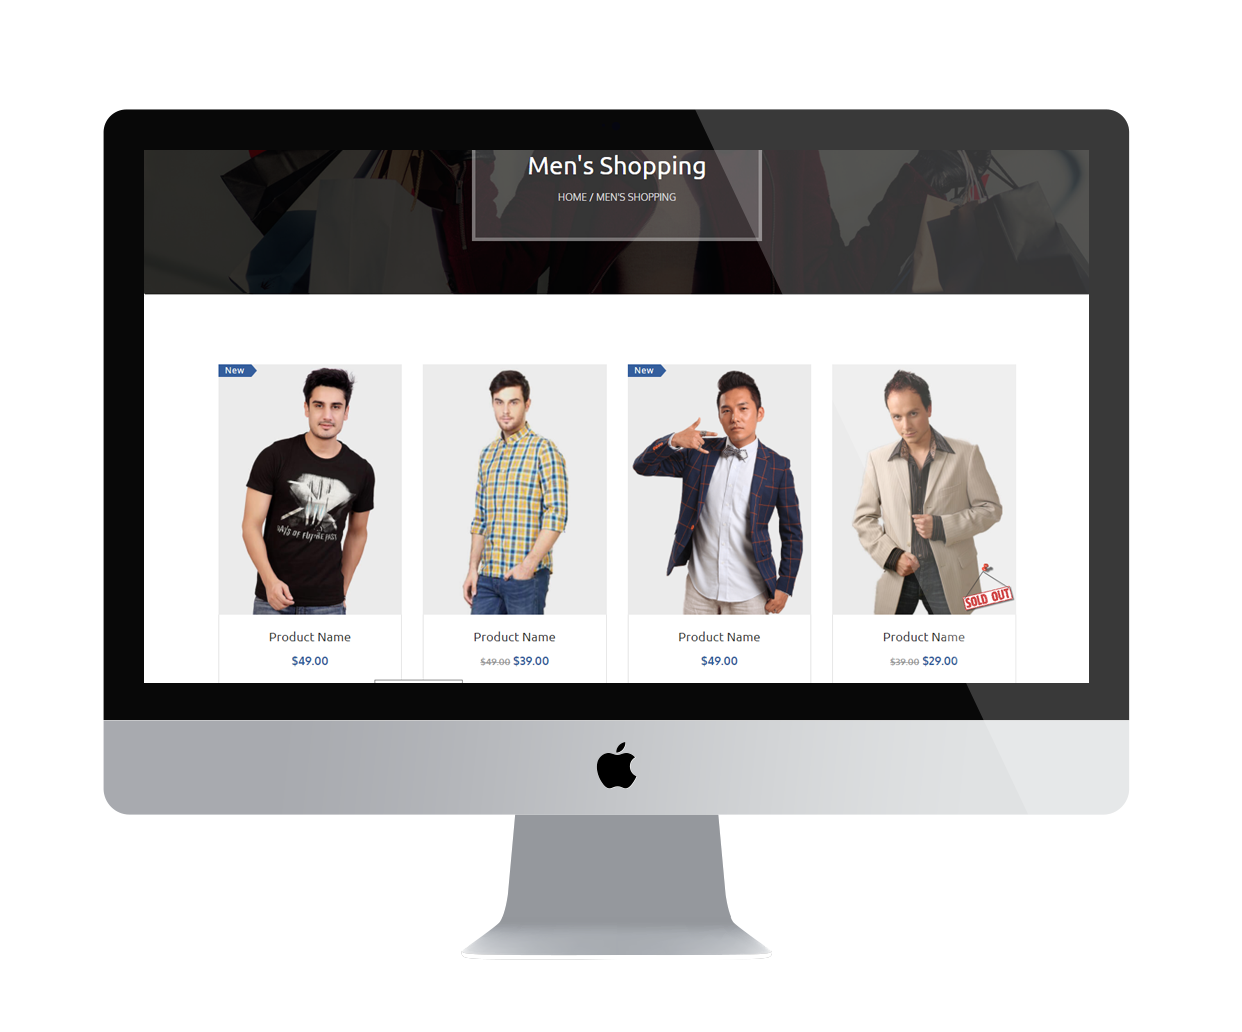 Men's Shopping
HOME / MEN'S SHOPPING
New
New
DAYS OF FUTURE PAST
SOLD OUT
Product Name
Product Name
Product Name
Product Name
$49.00
$49.00 $39.00
$49.00
$39.00 $29.00